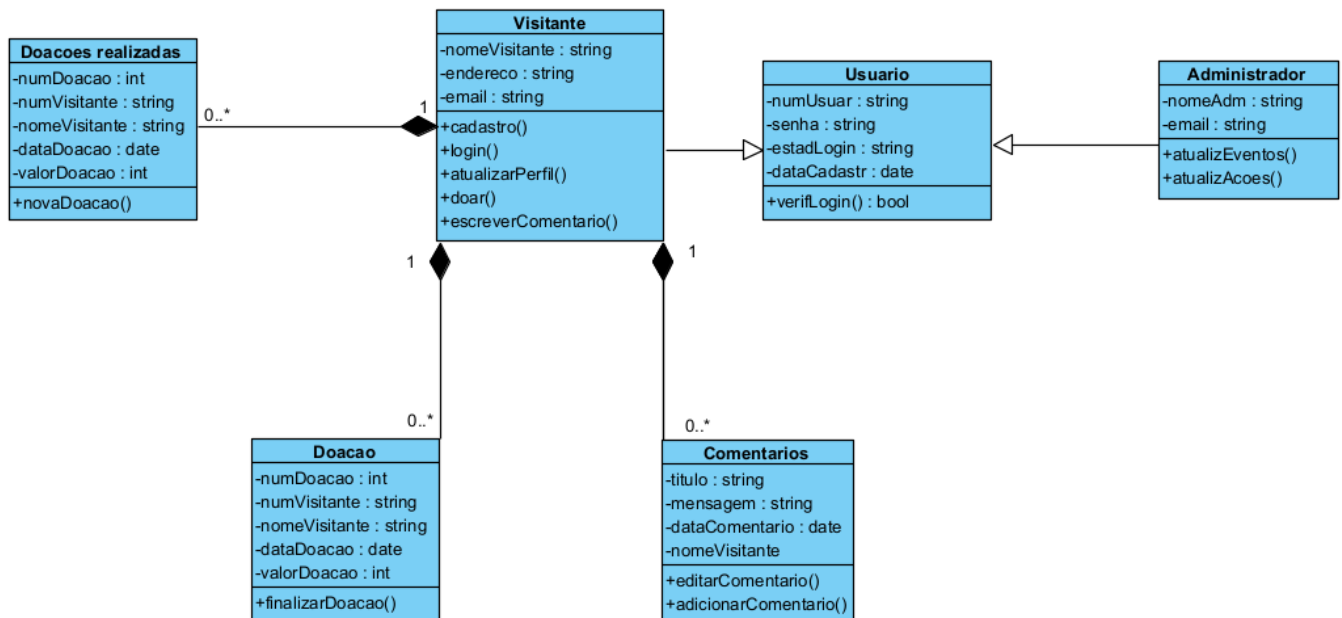 Doacoes realizadas
-numDoacao : int
-numVisitante : string
-nomeVisitante : string
-dataDoacao : date
-valorDoacao : int
+novaDoacao()
0..*
1
Visitante
-nomeVisitante : string
-endereco : string
-email : string
+cadastro()
+login()
+atualizarPerfil()
+doar()
+escreverComentario()
Usuario
-numUsuar : string
-senha : string
-estadLogin : string
-dataCadastr : date
+verifLogin() : bool
Administrador
-nomeAdm : string
-email : string
+atualizEventos()
+atualizAcoes()
1
1
0..*
0..*
Doacao
-numDoacao : int
-numVisitante : string
-nomeVisitante : string
-dataDoacao : date
-valorDoacao : int
+finalizarDoacao()
Comentarios
-titulo : string
-mensagem : string
-dataComentario : date
-nomeVisitante
+editarComentario()
+adicionarComentario()